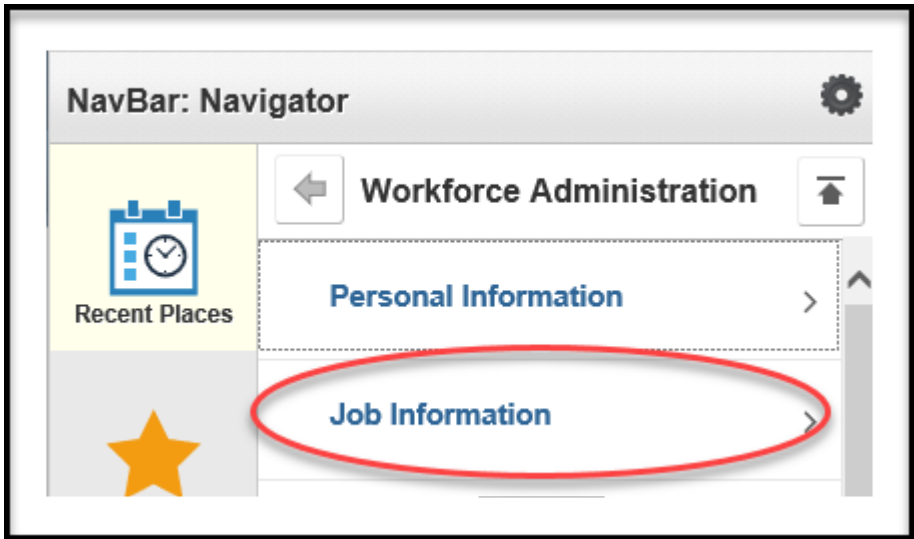 NavBar: Navigator
Workforce Administration
Recent Places
Personal Information
Job Information